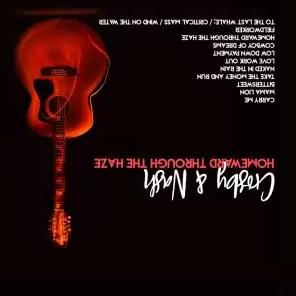 Crosby & Nash
HOMEWARD THROUGH THE HAZE
CARRY ME
MAMA LION
BITTERSWEET
TAKE THE MONEY AND RUN
NAKED IN THE RAIN
LOVE WORK OUT
LOW DOWN PAYMENT
COWBOY OF DREAMS
HOMEWARD THROUGH THE HAZE
FIELDWORKER
TO THE LAST WHALE/ CRITICAL MASS / WIND ON THE WATER